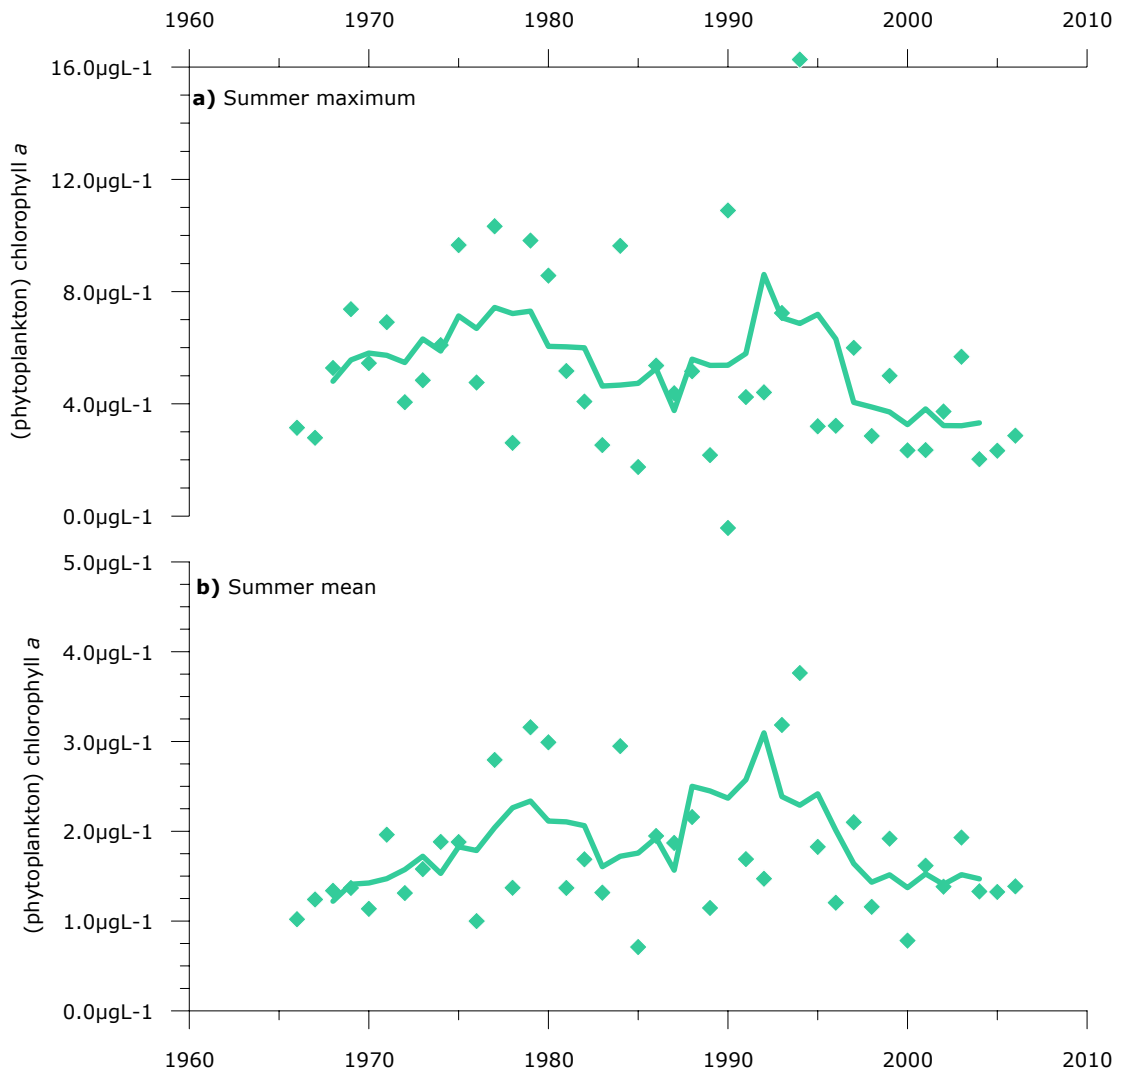 1960 1970 1980 1990 2000 2010
16.0µgL-1
a) Summer maximum
12.0µgL-1
8.0µgL-1
4.0µgL-1
0.0µgL-1
(phytoplankton) chlorophyll a
5.0µgL-1
b) Summer mean
4.0µgL-1
3.0µgL-1
2.0µgL-1
1.0µgL-1
0.0µgL-1
(phytoplankton) chlorophyll a
1960 1970 1980 1990 2000 2010